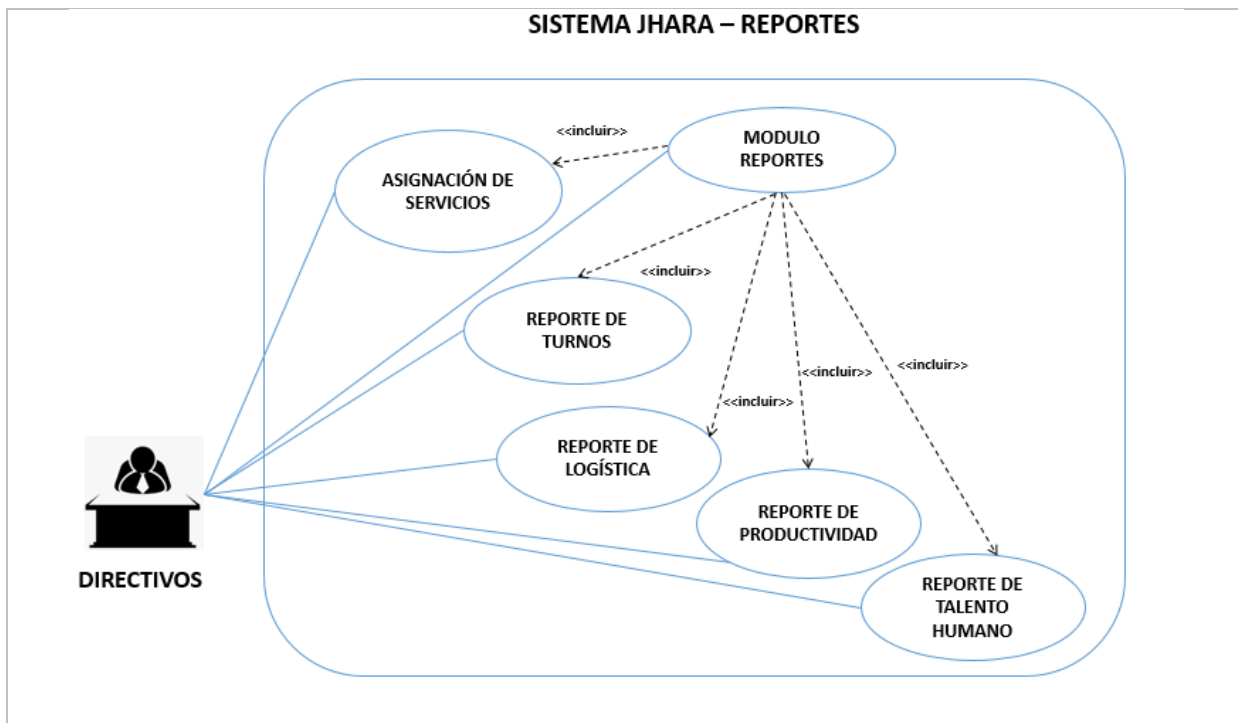 SISTEMA JHARA – REPORTES
<<incluir>>
MODULO
REPORTES
ASIGNACIÓN DE
SERVICIOS
<<incluir>>
REPORTE DE
TURNOS
<<incluir>>
<<incluir>>
<<incluir>>
REPORTE DE
LOGÍSTICA
REPORTE DE
PRODUCTIVIDAD
DIRECTIVOS
REPORTE DE
TALENTO
HUMANO